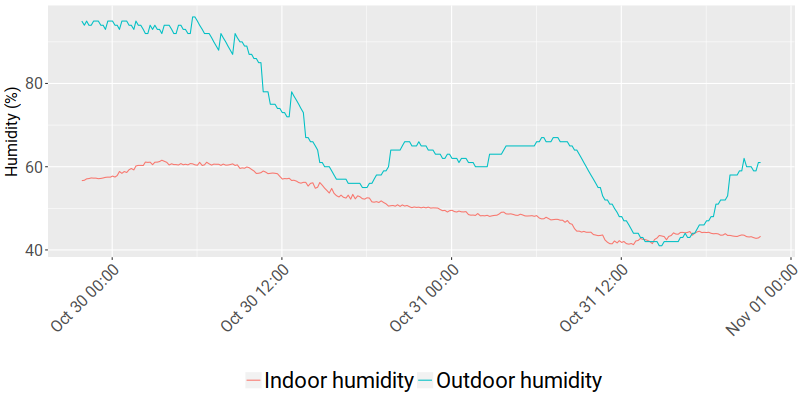 Humidity (%)
80
60
40
Oct 30 00:00
Oct 30 12:00
Oct 31 00:00
Oct 31 12:00
Nov 01 00:00
Indoor humidity Outdoor humidity